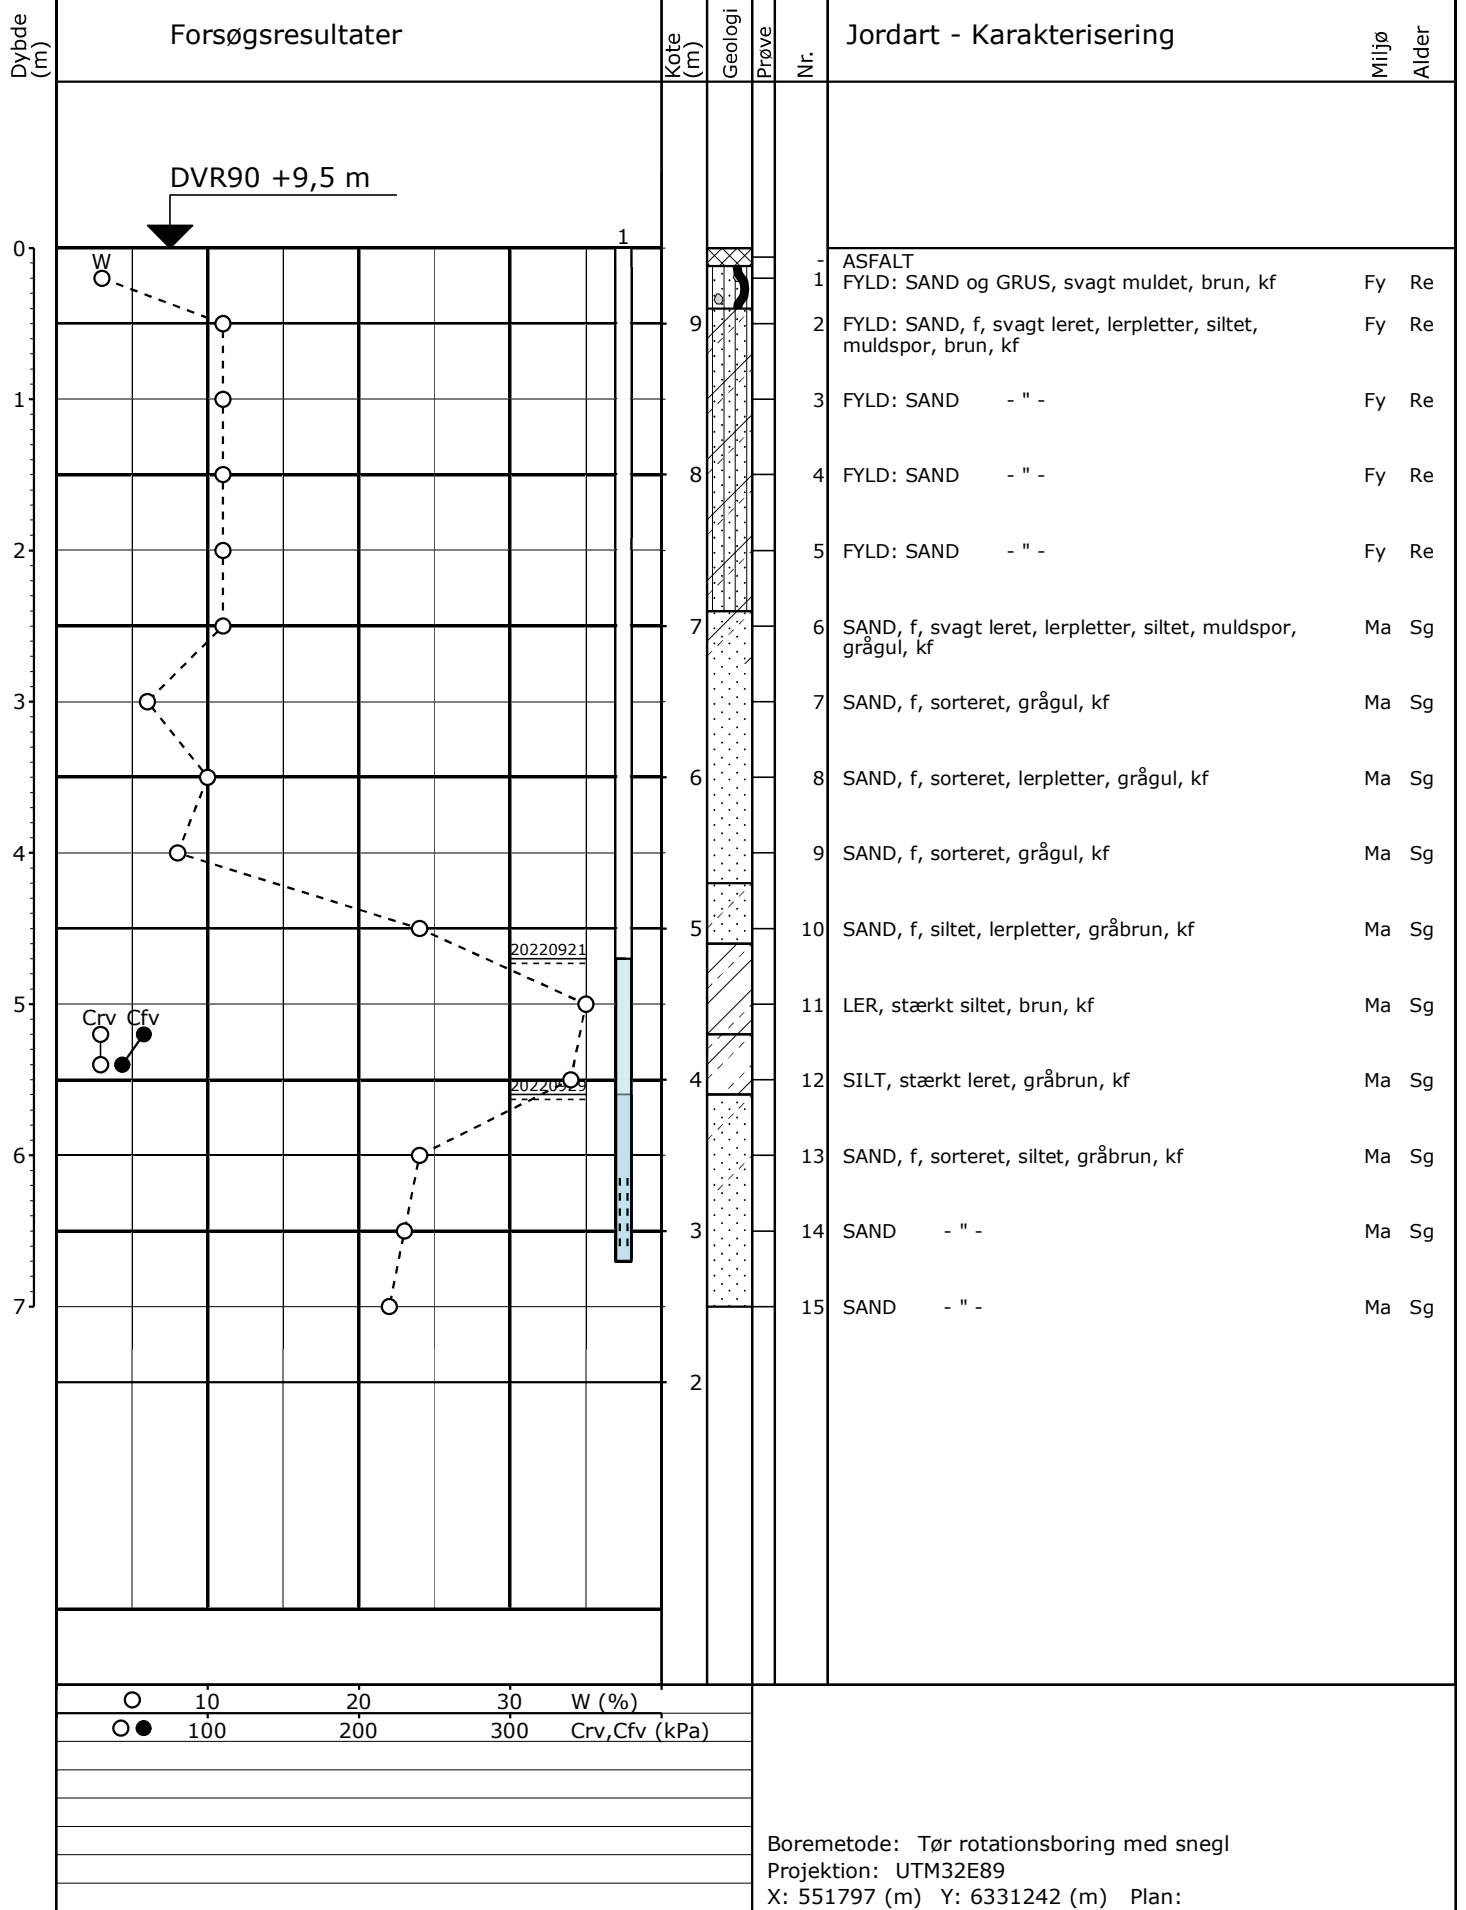 Dybde (m)
Forsøgsresultater
Kote (m)
Geologi
Prøve
Nr.
Jordart - Karakterisering
Miljø
Alder
DVR90 +9,5 m
1
0
W
- ASFALT
1 FYLD: SAND og GRUS, svagt muldet, brun, kf Fy Re
9 2 FYLD: SAND, f, svagt leret, lerpletter, siltet, Fy Re
muldspor, brun, kf
1 3 FYLD: SAND - " - Fy Re
8 4 FYLD: SAND - " - Fy Re
2 5 FYLD: SAND - " - Fy Re
7 6 SAND, f, svagt leret, lerpletter, siltet, muldspor, Ma Sg
grågul, kf
3 7 SAND, f, sorteret, grågul, kf Ma Sg
6 8 SAND, f, sorteret, lerpletter, grågul, kf Ma Sg
4 9 SAND, f, sorteret, grågul, kf Ma Sg
5 10 SAND, f, siltet, lerpletter, gråbrun, kf Ma Sg
20220921
5 11 LER, stærkt siltet, brun, kf Ma Sg
Crv Cfv
4 12 SILT, stærkt leret, gråbrun, kf Ma Sg
20220929
6 13 SAND, f, sorteret, siltet, gråbrun, kf Ma Sg
3 14 SAND - " - Ma Sg
7 15 SAND - " - Ma Sg
2
10 20 30 W (%)
100 200 300 Crv,Cfv (kPa)
Boremetode: Tør rotationsboring med snegl
Projektion: UTM32E89
X: 551797 (m) Y: 6331242 (m) Plan: